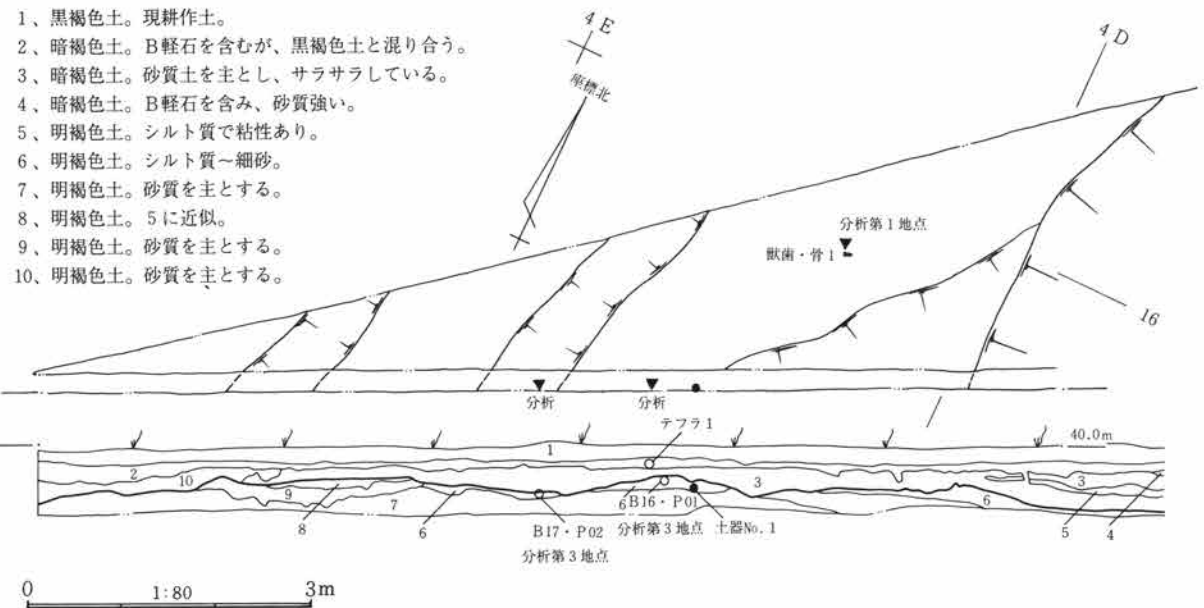 1、黒褐色土。現耕作土。
2、暗褐色土。B軽石を含むが、黒褐色土と混り合う。
3、暗褐色土。砂質土を主とし、サラサラしている。
4、暗褐色土。B軽石を含み、砂質強い。
5、明褐色土。シルト質で粘性あり。
6、明褐色土。シルト質～細砂。
7、明褐色土。砂質を主とする。
8、明褐色土。5に近似。
9、明褐色土。砂質を主とする。
10、明褐色土。砂質を主とする。
4E
4D
座標北
分析第1地点
獣歯・骨1
16
分析
分析
テフラ1
40.0m
1
2
10
9
7
8
6
6
3
3
6
5
4
B16・P01
B17・P02
分析第3地点
土器No.1
分析第3地点
0
1:80
3m